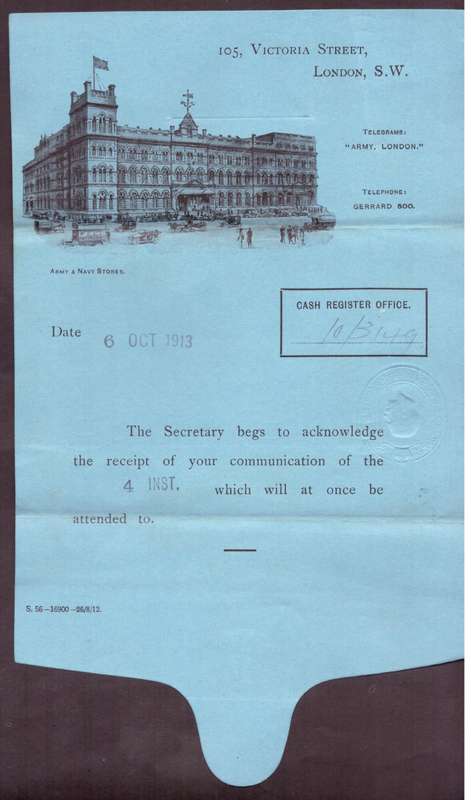 105, Victoria Street,
London, S.W.
Telegrams:
"Army, London."
Telephone:
Gerrard 500.
Army & Navy Stores.
CASH REGISTER OFFICE.
Date 6 OCT 1913
The Secretary begs to acknowledge
the receipt of your communication of the
4 INST. which will at once be
attended to.
S. 56—16900—26/8/12.